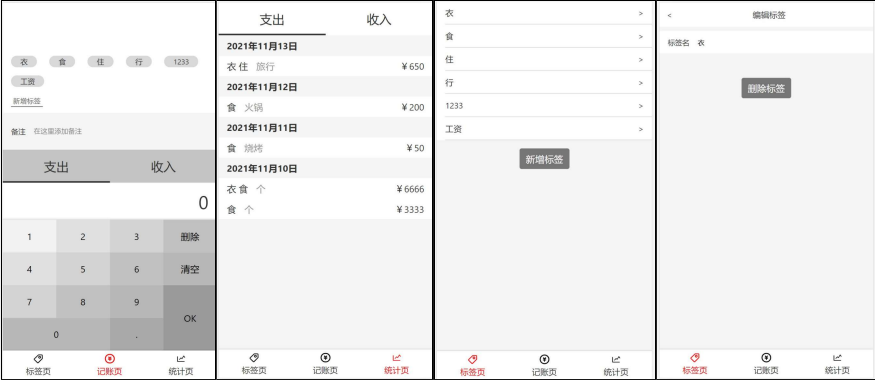 衣 食 住 行 1233
工资
新增标签
备注 在这里添加备注
支出 收入
0
1 2 3 删除
4 5 6 清空
7 8 9 OK
0 .
标签页 记账页 统计页
支出 收入
2021年11月13日
衣 住 旅行 ¥650
2021年11月12日
食 火锅 ¥200
2021年11月11日
食 烧烤 ¥50
2021年11月10日
衣 食 个 ¥6666
食 个 ¥3333
标签页 记账页 统计页
衣 >
食 >
住 >
行 >
1233 >
工资 >
新增标签
标签页 记账页 统计页
< 编辑标签
标签名 衣
删除标签
标签页 记账页 统计页